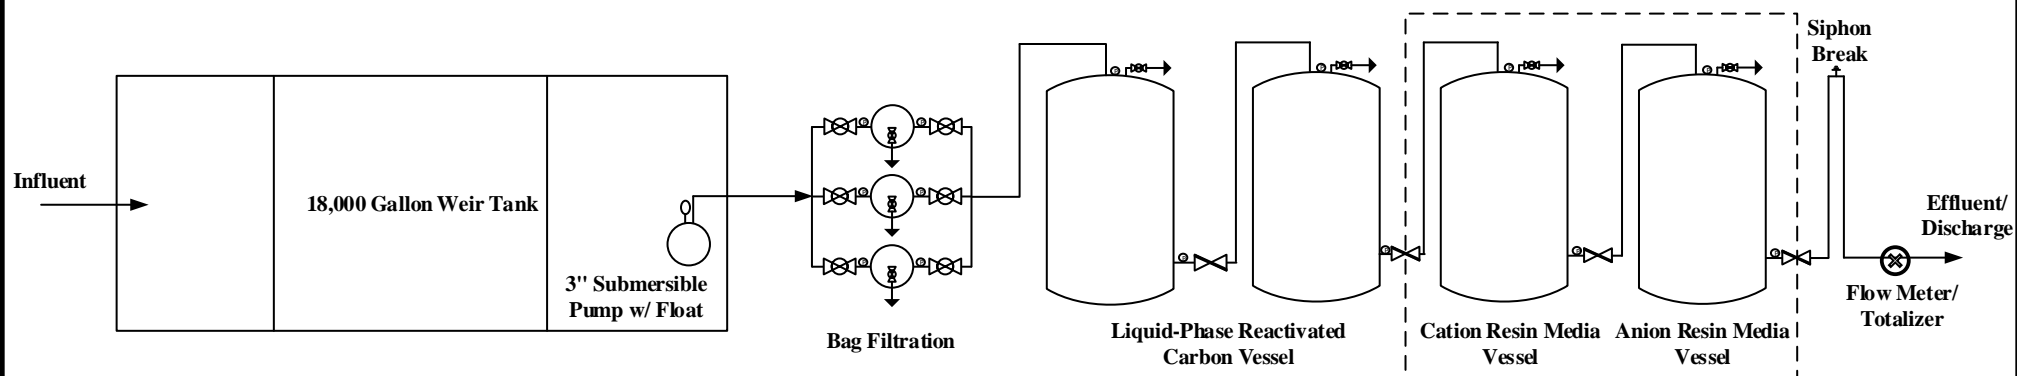 Siphon
Break
Influent
18,000 Gallon Weir Tank
Effluent/
Discharge
3" Submersible
Pump w/ Float
Flow Meter/
Totalizer
Bag Filtration
Liquid-Phase Reactivated
Carbon Vessel
Cation Resin Media
Vessel
Anion Resin Media
Vessel